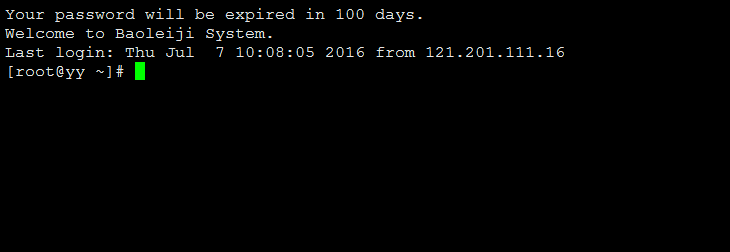 Your password will be expired in 100 days.
Welcome to Baoleiji System.
Last login: Thu Jul  7 10:08:05 2016 from 121.201.111.16
[root@yy ~]#